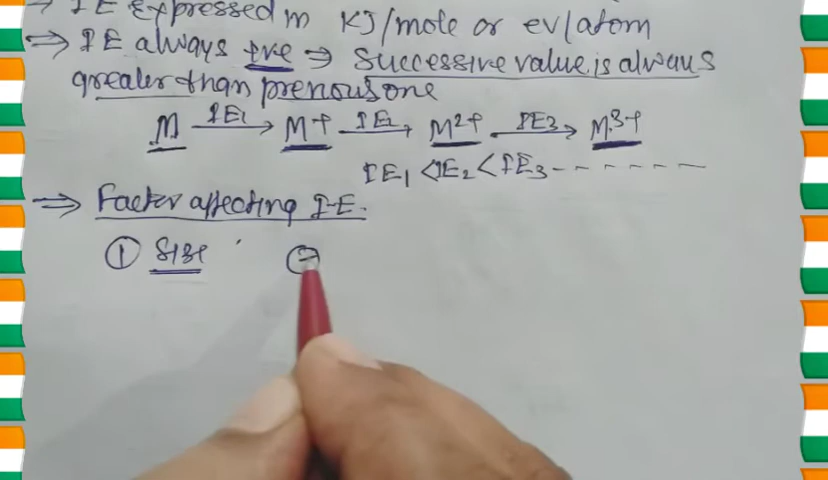 → IE expressed in KJ/mole or ev/atom
⇒ IE always +ve ⇒ Successive value is always
greater than previous one
M IE1→ M+ IE2→ M2+ IE3→ M3+
IE1 < IE2 < IE3 - - - - - - -
⇒ Factor affecting I.E.
① Size ②